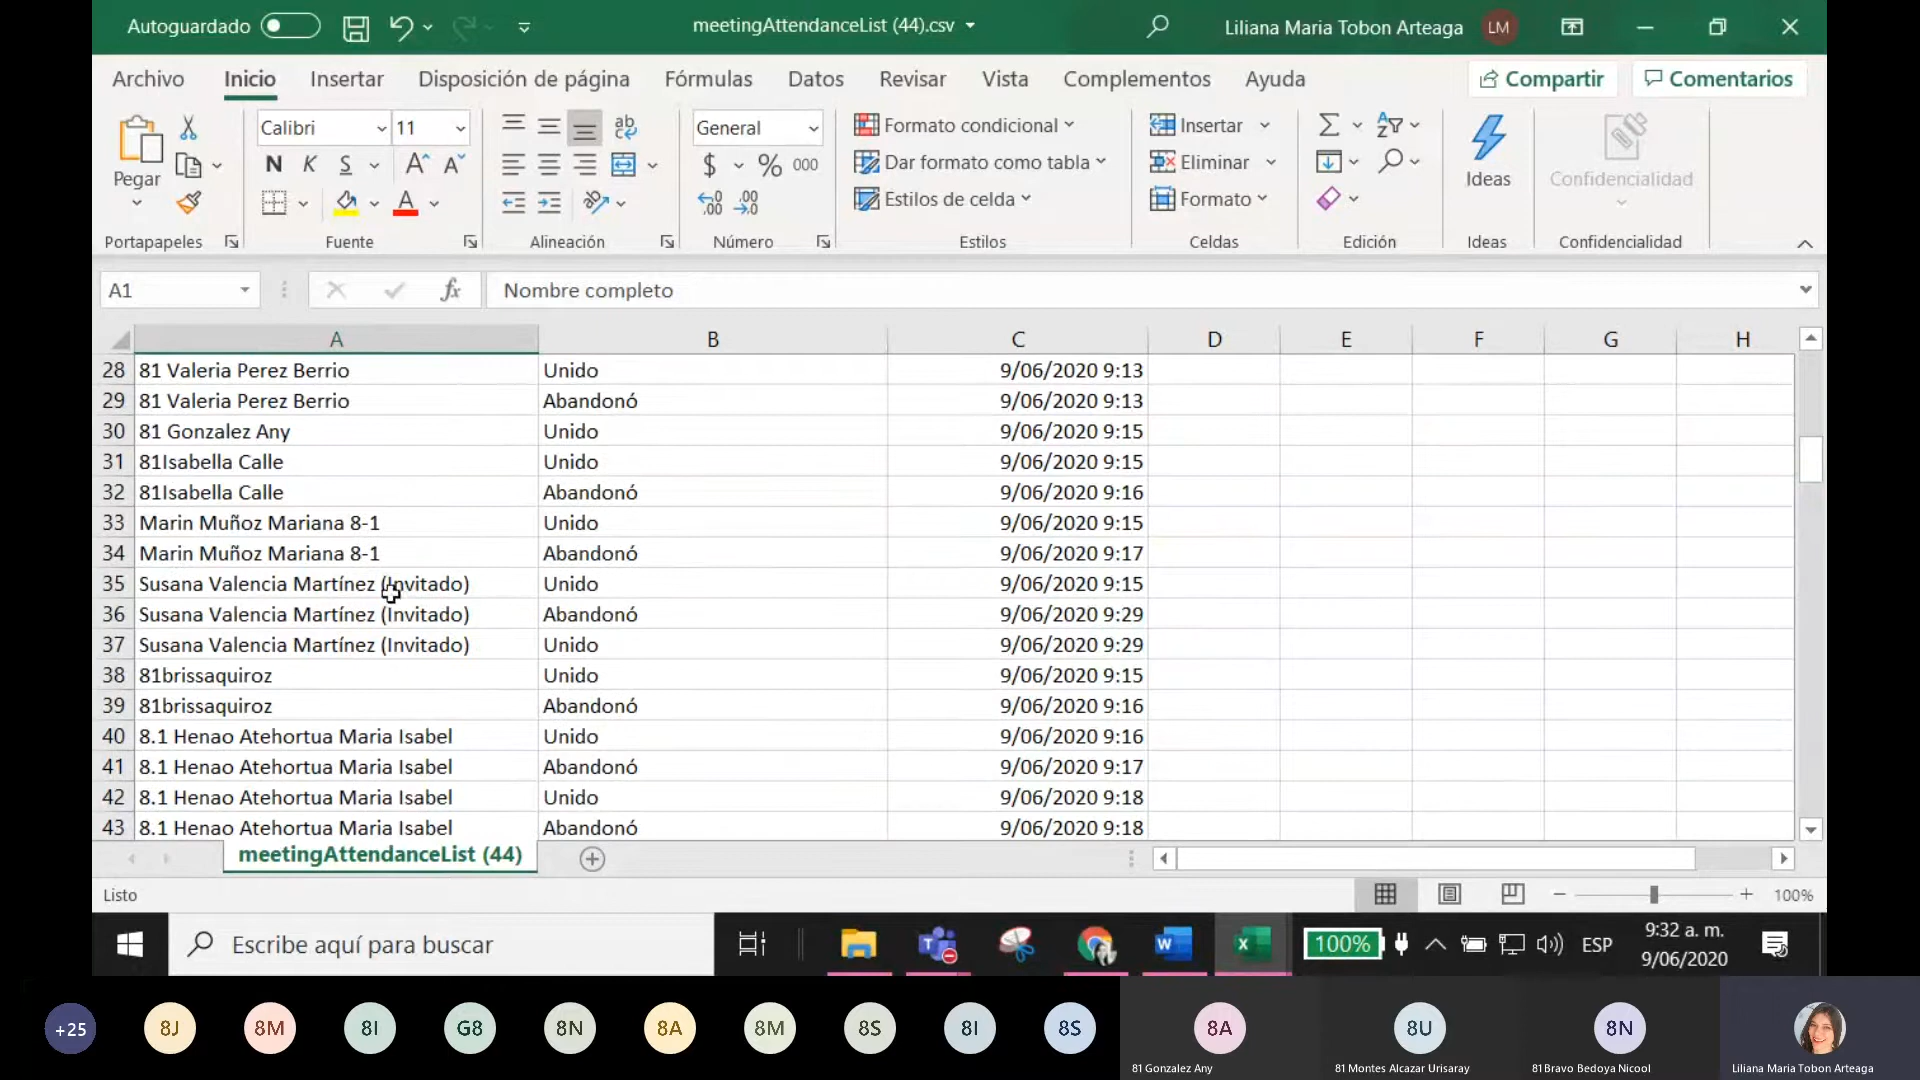 Autoguardado
meetingAttendanceList (44).csv
Liliana Maria Tobon Arteaga LM
Archivo Inicio Insertar Disposición de página Fórmulas Datos Revisar Vista Complementos Ayuda Compartir Comentarios
Pegar
Portapapeles
Calibri 11
N K S
Fuente
Alineación
General
$ % 000
Número
Formato condicional
Dar formato como tabla
Estilos de celda
Estilos
Insertar
Eliminar
Formato
Celdas
Edición
Ideas
Ideas
Confidencialidad
Confidencialidad
A1 fx Nombre completo
A B C D E F G H
28 81 Valeria Perez Berrio Unido 9/06/2020 9:13
29 81 Valeria Perez Berrio Abandonó 9/06/2020 9:13
30 81 Gonzalez Any Unido 9/06/2020 9:15
31 81Isabella Calle Unido 9/06/2020 9:15
32 81Isabella Calle Abandonó 9/06/2020 9:16
33 Marin Muñoz Mariana 8-1 Unido 9/06/2020 9:15
34 Marin Muñoz Mariana 8-1 Abandonó 9/06/2020 9:17
35 Susana Valencia Martínez (Invitado) Unido 9/06/2020 9:15
36 Susana Valencia Martínez (Invitado) Abandonó 9/06/2020 9:29
37 Susana Valencia Martínez (Invitado) Unido 9/06/2020 9:29
38 81brissaquiroz Unido 9/06/2020 9:15
39 81brissaquiroz Abandonó 9/06/2020 9:16
40 8.1 Henao Atehortua Maria Isabel Unido 9/06/2020 9:16
41 8.1 Henao Atehortua Maria Isabel Abandonó 9/06/2020 9:17
42 8.1 Henao Atehortua Maria Isabel Unido 9/06/2020 9:18
43 8.1 Henao Atehortua Maria Isabel Abandonó 9/06/2020 9:18
meetingAttendanceList (44)
Listo
100%
Escribe aquí para buscar
100%
ESP
9:32 a. m.
9/06/2020
+25 8J 8M 8I G8 8N 8A 8M 8S 8I 8S 8A 8U 8N
81 Gonzalez Any
81 Montes Alcazar Urisaray
81Bravo Bedoya Nicool
Liliana Maria Tobon Arteaga